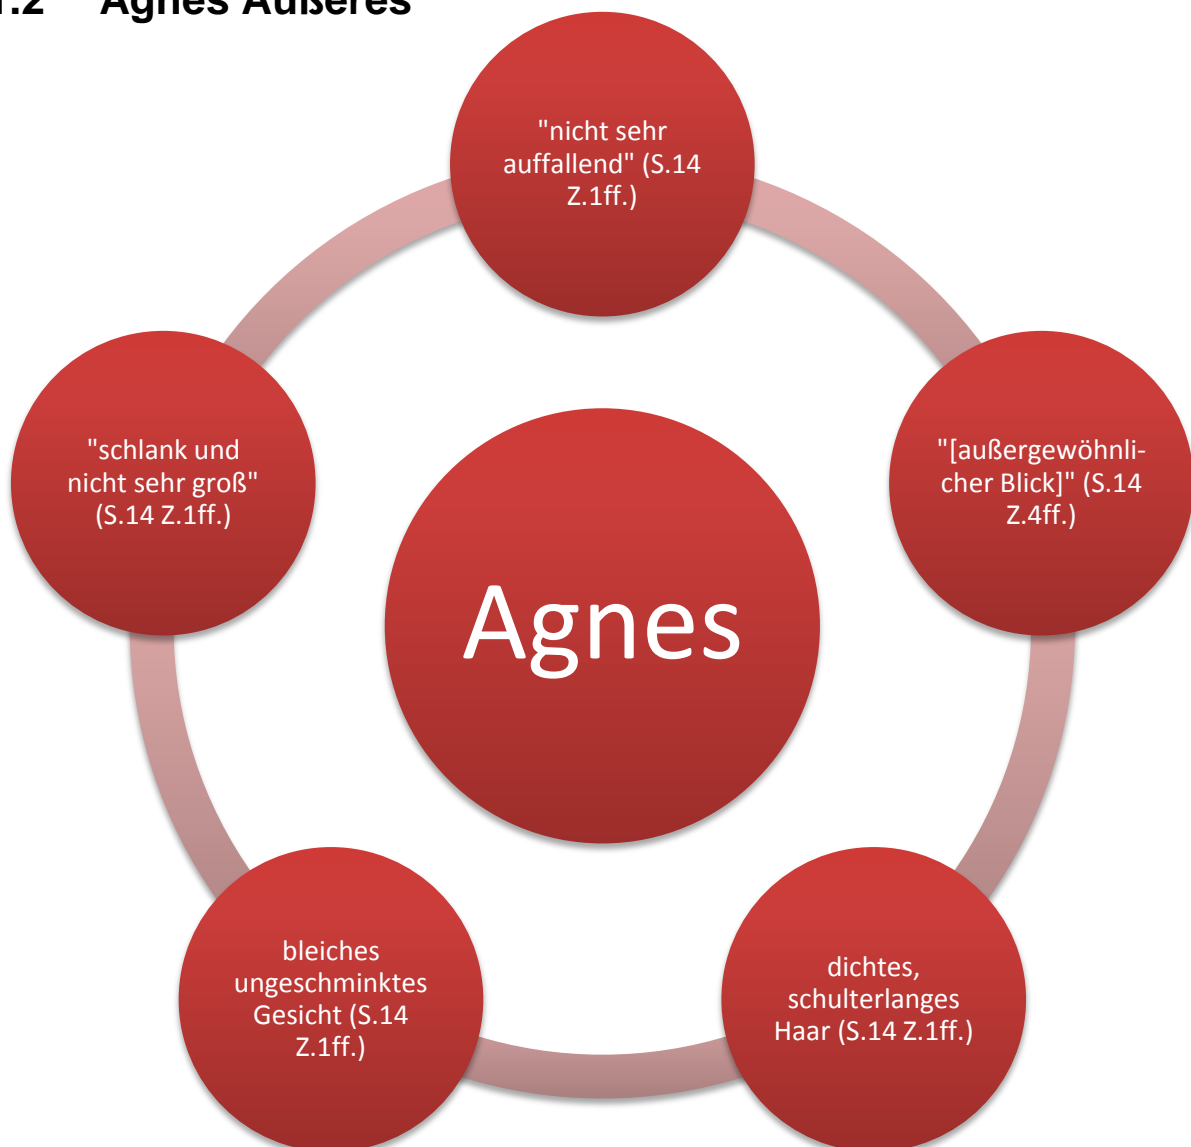 1.2 Agnes Äußeres
"nicht sehr
auffallend" (S.14
Z.1ff.)
"[außergewöhnli-
cher Blick]" (S.14
Z.4ff.)
dichtes,
schulterlanges
Haar (S.14 Z.1ff.)
bleiches
ungeschminktes
Gesicht (S.14
Z.1ff.)
"schlank und
nicht sehr groß"
(S.14 Z.1ff.)
Agnes